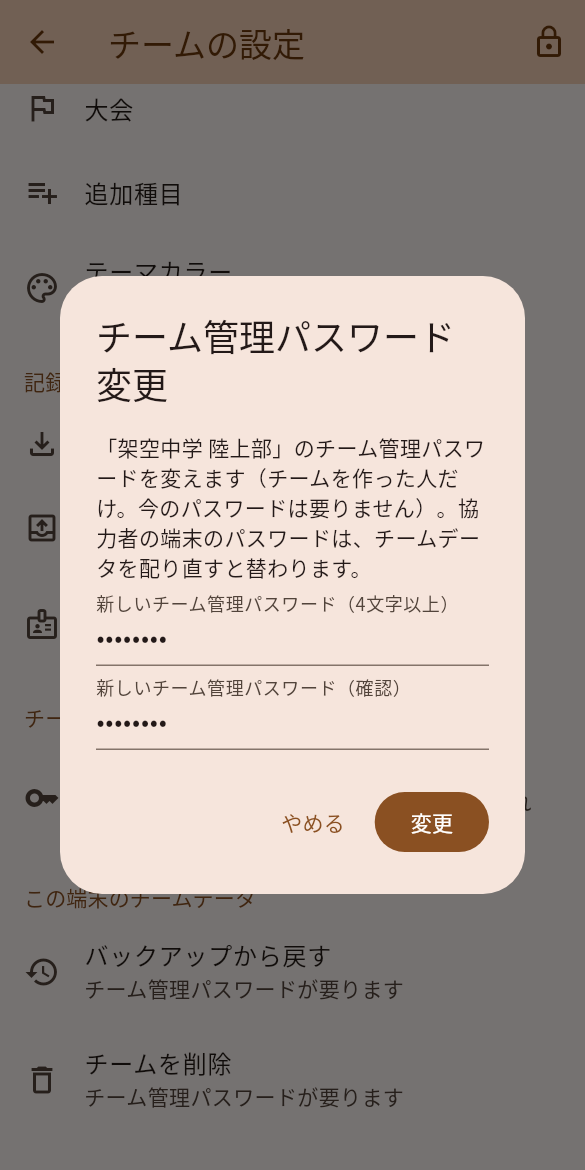 チームの設定
大会
追加種目
テーマカラー
記録
チーム管理パスワード
変更
「架空中学 陸上部」のチーム管理パスワ
ードを変えます（チームを作った人だ
け。今のパスワードは要りません）。協
力者の端末のパスワードは、チームデー
タを配り直すと替わります。
新しいチーム管理パスワード（4文字以上）
••••••••
新しいチーム管理パスワード（確認）
••••••••
やめる
変更
チー
れ
この端末のチームデータ
バックアップから戻す
チーム管理パスワードが要ります
チームを削除
チーム管理パスワードが要ります